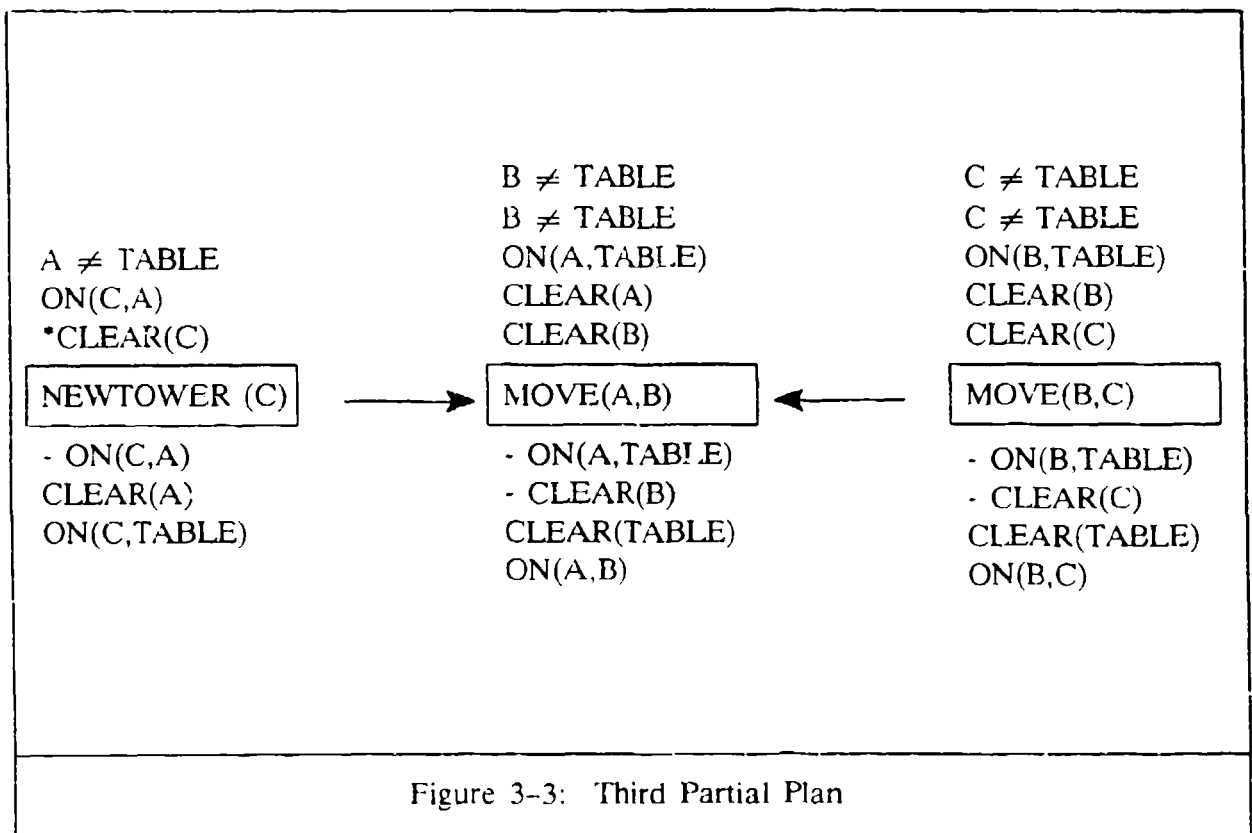 A ≠ TABLE
ON(C,A)
*CLEAR(C)
NEWTOWER (C)
- ON(C,A)
CLEAR(A)
ON(C,TABLE)
B ≠ TABLE
B ≠ TABLE
ON(A,TABLE)
CLEAR(A)
CLEAR(B)
MOVE(A,B)
- ON(A,TABLE)
- CLEAR(B)
CLEAR(TABLE)
ON(A,B)
C ≠ TABLE
C ≠ TABLE
ON(B,TABLE)
CLEAR(B)
CLEAR(C)
MOVE(B,C)
- ON(B,TABLE)
- CLEAR(C)
CLEAR(TABLE)
ON(B,C)
Figure 3-3: Third Partial Plan